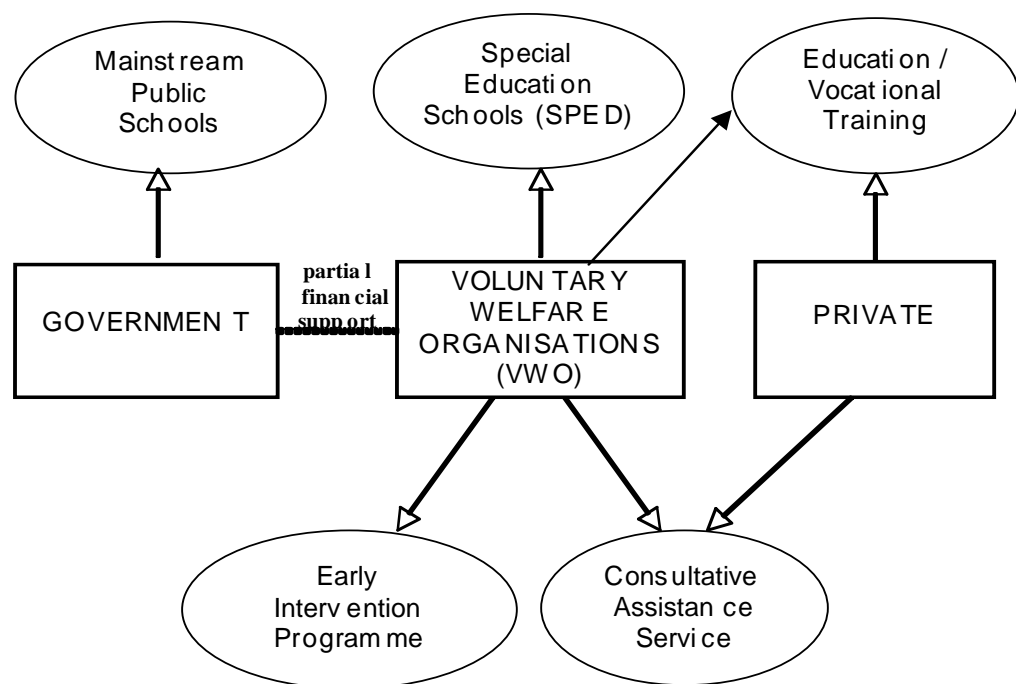 Mainstream
Public
Schools
Special
Education
Schools (SPED)
Education /
Vocational
Training
GOVERNMENT
partial
financial
support
VOLUNTARY
WELFARE
ORGANISATIONS
(VWO)
PRIVATE
Early
Intervention
Programme
Consultative
Assistance
Service